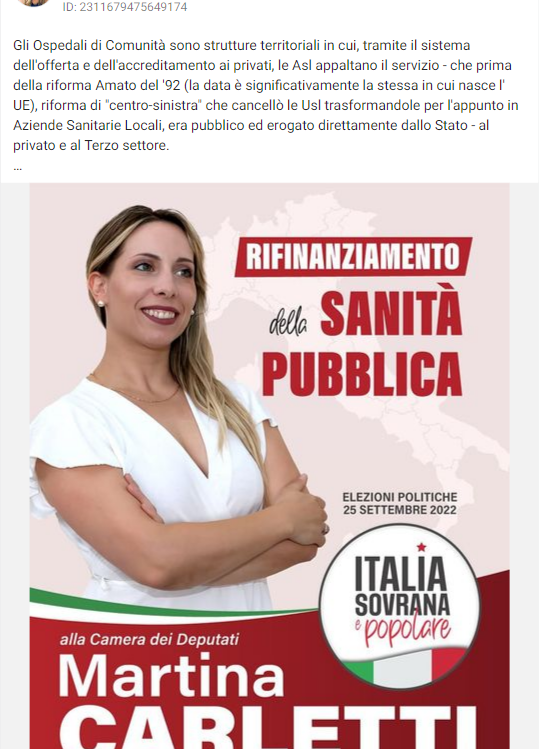 ID: 2311679475649174
Gli Ospedali di Comunità sono strutture territoriali in cui, tramite il sistema
dell'offerta e dell'accreditamento ai privati, le Asl appaltano il servizio - che prima
della riforma Amato del '92 (la data è significativamente la stessa in cui nasce l'
UE), riforma di "centro-sinistra" che cancellò le Usl trasformandole per l'appunto in
Aziende Sanitarie Locali, era pubblico ed erogato direttamente dallo Stato - al
privato e al Terzo settore.
...
RIFINANZIAMENTO
della SANITÀ
PUBBLICA
ELEZIONI POLITICHE
25 SETTEMBRE 2022
ITALIA
SOVRANA
e popolare
alla Camera dei Deputati
Martina
CARLETTI